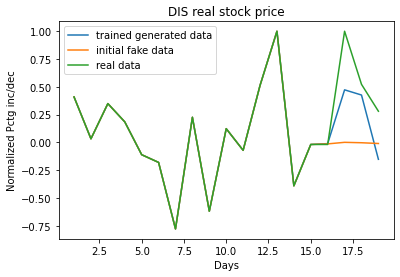 DIS real stock price
trained generated data
initial fake data
real data
Normalized Pctg inc/dec
1.00
0.75
0.50
0.25
0.00
−0.25
−0.50
−0.75
2.5 5.0 7.5 10.0 12.5 15.0 17.5
Days